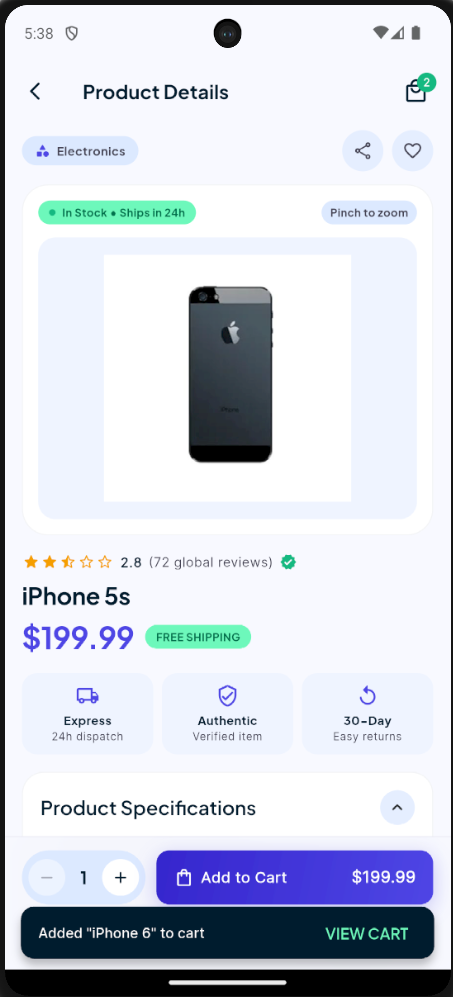 5:38
Product Details
2
Electronics
In Stock • Ships in 24h
Pinch to zoom
iPhone
2.8 (72 global reviews)
iPhone 5s
$199.99 FREE SHIPPING
Express
24h dispatch
Authentic
Verified item
30-Day
Easy returns
Product Specifications
1
Add to Cart $199.99
Added "iPhone 6" to cart VIEW CART